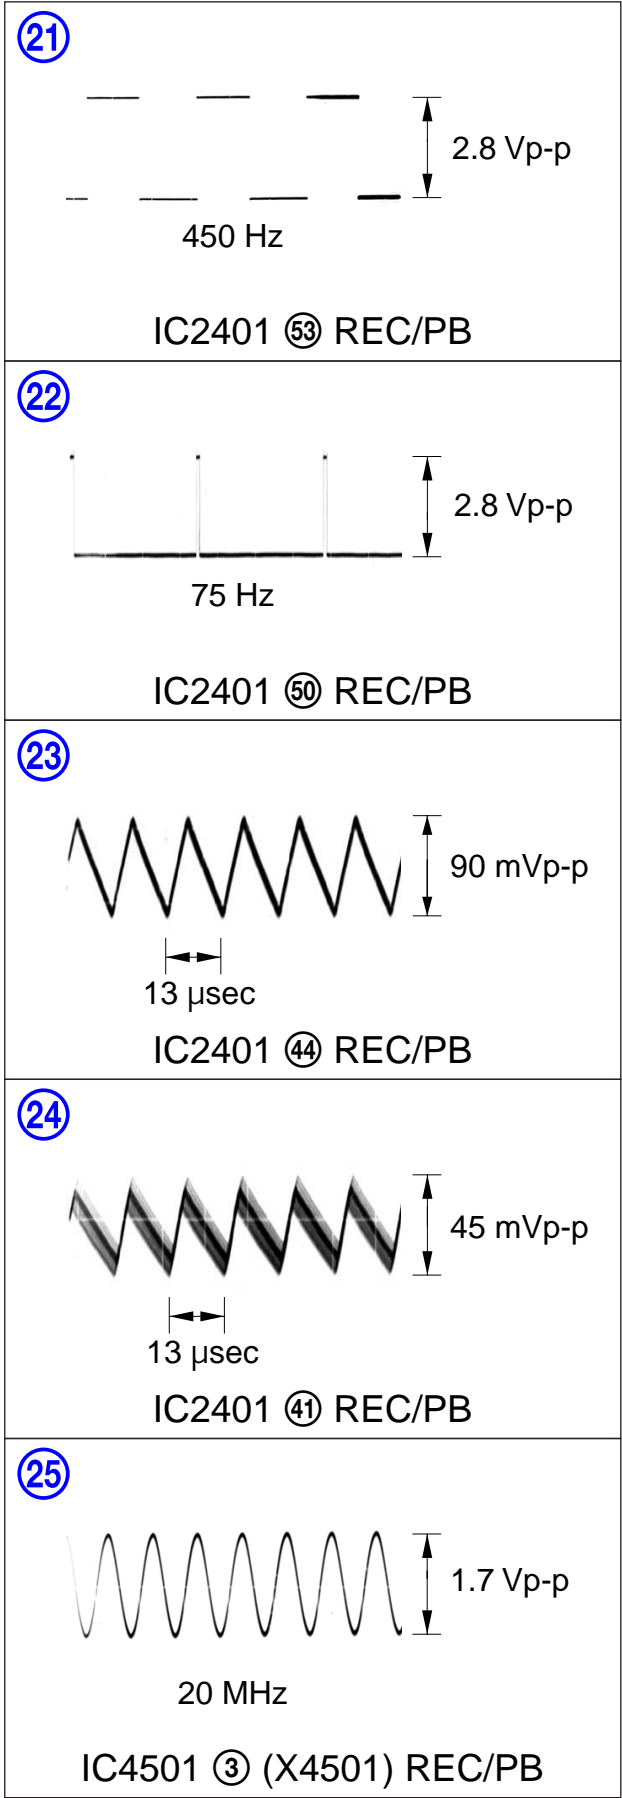 21
2.8 Vp-p
450 Hz
IC2401 53 REC/PB
22
2.8 Vp-p
75 Hz
IC2401 50 REC/PB
23
90 mVp-p
13 μsec
IC2401 44 REC/PB
24
45 mVp-p
13 μsec
IC2401 41 REC/PB
25
1.7 Vp-p
20 MHz
IC4501 3 (X4501) REC/PB